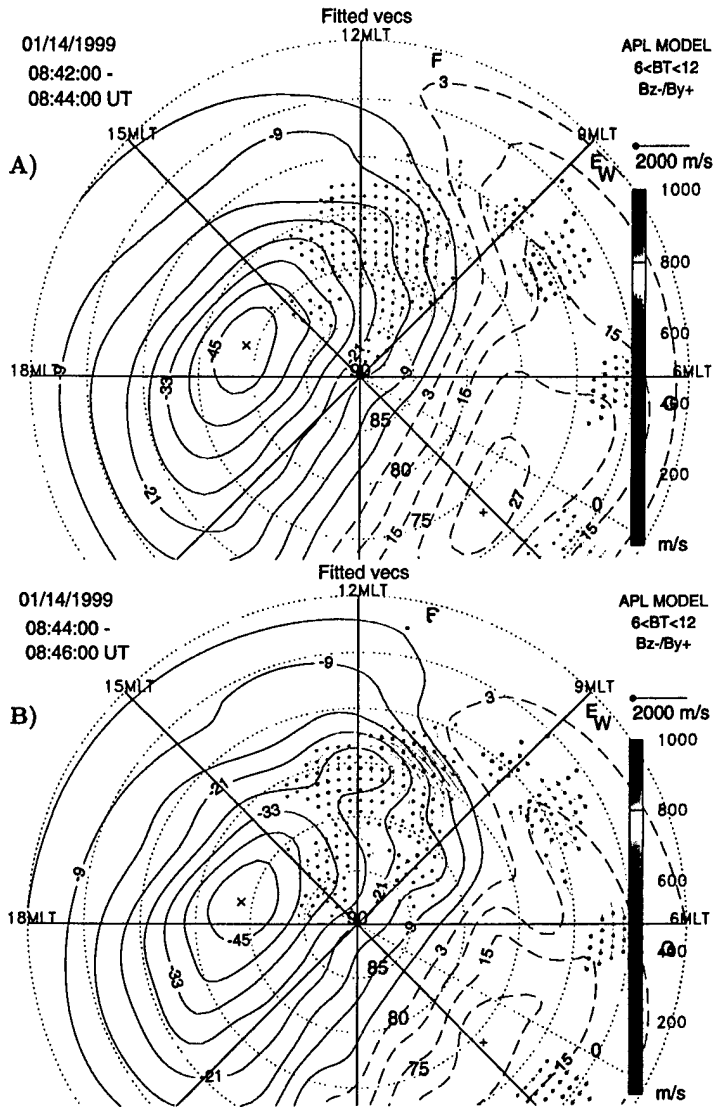 Fitted vecs
12MLT
01/14/1999
08:42:00 -
08:44:00 UT
APL MODEL
6<BT<12
Bz-/By+
F
3
15MLT
-9
9MLT
E
W
2000 m/s
A)
1000
800
600
400
200
m/s
-45
18MLT
-9
-33
-21
-21
90
-9
3
15
15
6MLT
G
85
80
75
15
27
0
15
Fitted vecs
12MLT
01/14/1999
08:44:00 -
08:46:00 UT
APL MODEL
6<BT<12
Bz-/By+
F
-9
3
15MLT
9MLT
E
W
2000 m/s
B)
1000
800
600
400
200
m/s
-21
-33
-9
-45
18MLT
-33
-21
-21
90
-9
3
15
6MLT
G
85
80
75
0
15